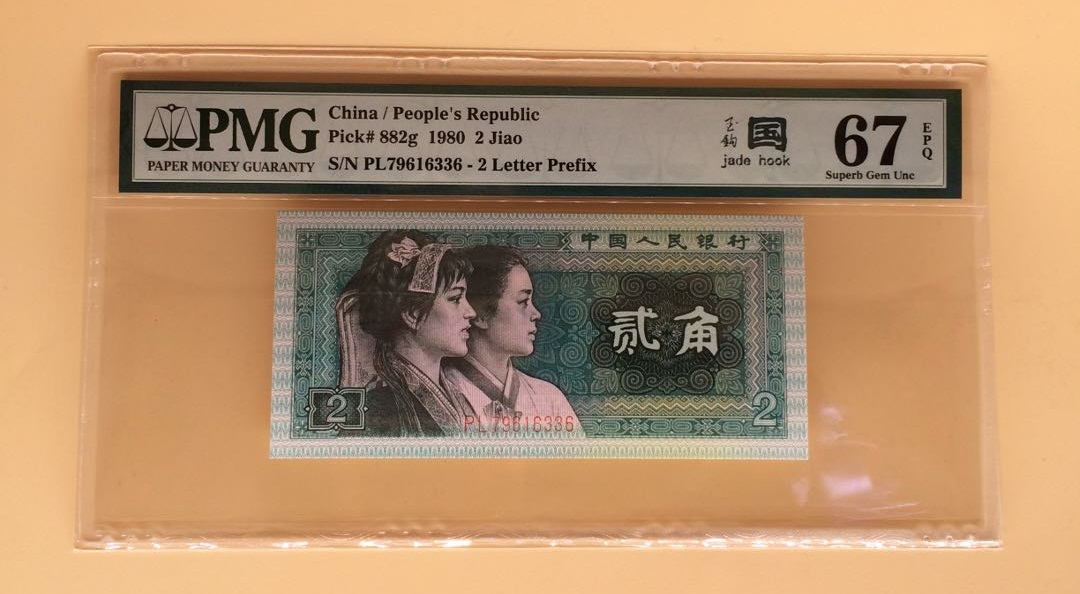 PMG
PAPER MONEY GUARANTY
China / People's Republic
Pick# 882g 1980 2 Jiao
S/N PL79616336 - 2 Letter Prefix
玉钩
国
jade hook
67
EPQ
Superb Gem Unc
中国人民银行
贰角
2
2
PL79616336